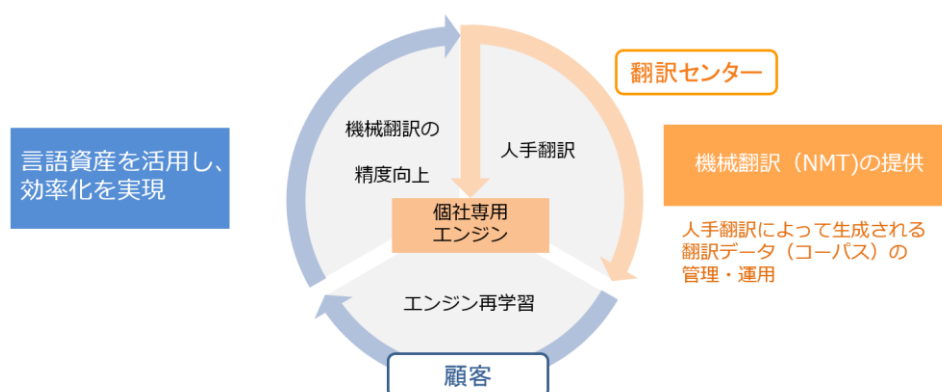 翻訳センター
機械翻訳の
精度向上
人手翻訳
言語資産を活用し、
効率化を実現
機械翻訳（NMT)の提供
個社専用
エンジン
人手翻訳によって生成される
翻訳データ（コーパス）の
管理・運用
エンジン再学習
顧客